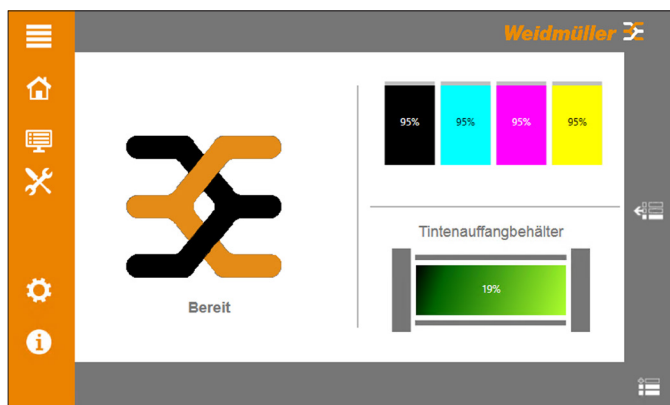 Weidmüller
95% 95% 95% 95%
Tintenauffangbehälter
19%
Bereit